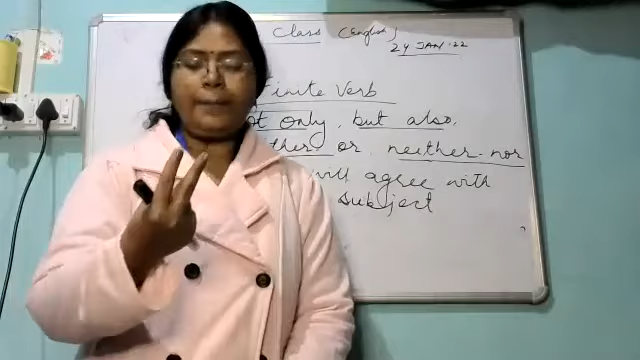 Class (English)
24 JAN '22
finite Verb
not only, but also,
either or, neither-nor
will agree with
subject